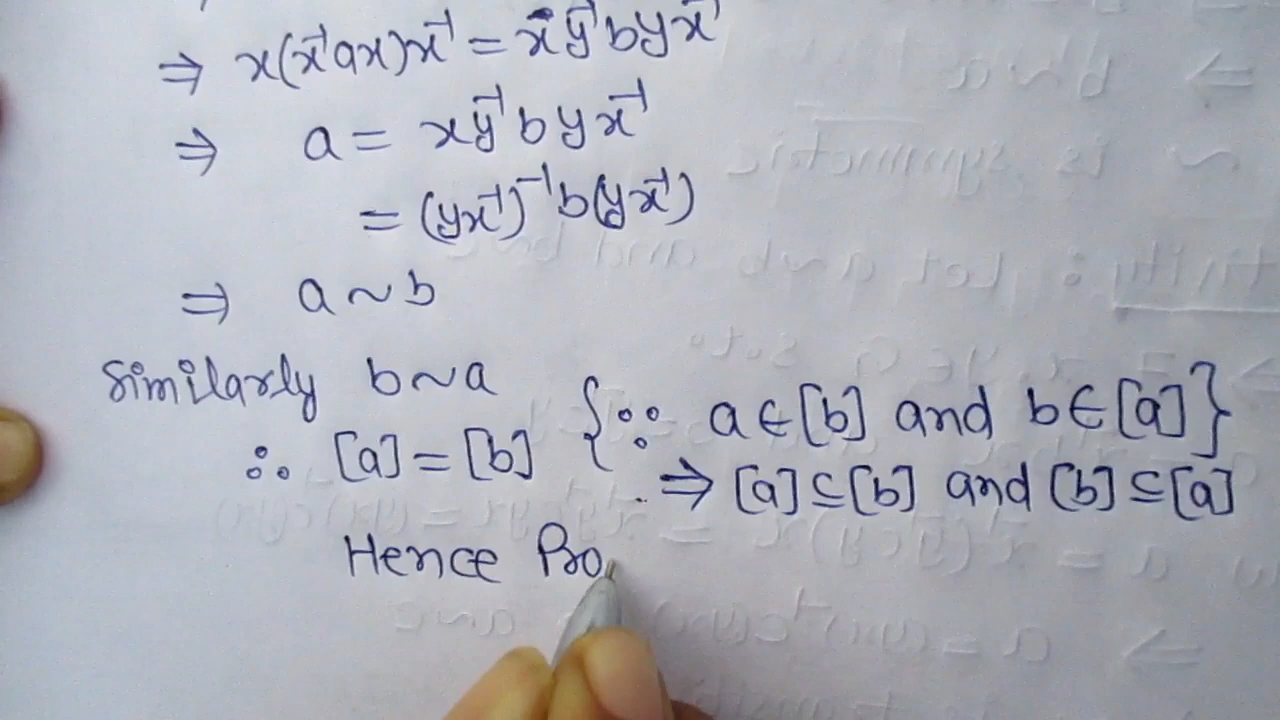 ⇒ x(x⁻¹ax)x⁻¹ = xy⁻¹byx⁻¹
⇒ a = xy⁻¹byx⁻¹
= (yx⁻¹)⁻¹b(yx⁻¹)
⇒ a~b
Similarly b~a
∴ [a]=[b] {∵ a∈[b] and b∈[a]}
⇒ [a]⊆[b] and [b]⊆[a]
Hence Pro